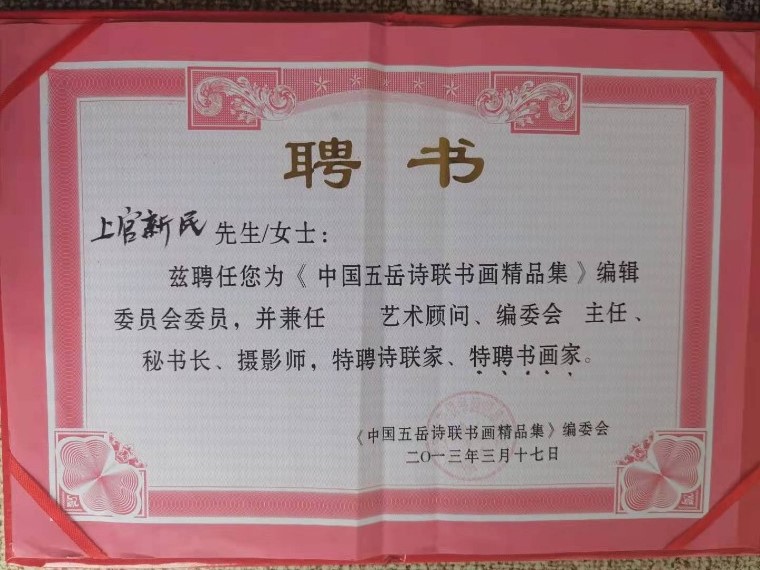 聘书
上官新民 先生/女士：
兹聘任您为《中国五岳诗联书画精品集》编辑
委员会委员，并兼任 艺术顾问、编委会 主任、
秘书长、摄影师，特聘诗联家、特聘书画家。
《中国五岳诗联书画精品集》编委会
二〇一三年三月十七日